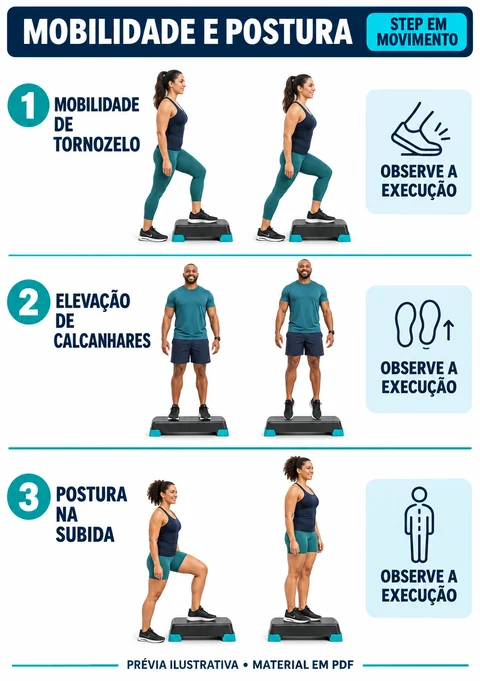 MOBILIDADE E POSTURA
STEP EM
MOVIMENTO
1
MOBILIDADE
DE
TORNOZELO
OBSERVE A
EXECUÇÃO
2
ELEVAÇÃO
DE
CALCANHARES
OBSERVE A
EXECUÇÃO
3
POSTURA
NA
SUBIDA
OBSERVE A
EXECUÇÃO
PRÉVIA ILUSTRATIVA • MATERIAL EM PDF